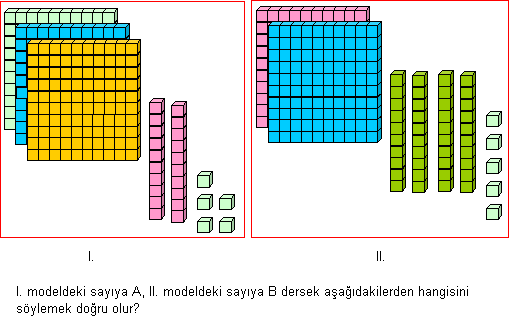 I.
II.
I. modeldeki sayıya A, II. modeldeki sayıya B dersek aşağıdakilerden hangisini
söylemek doğru olur?